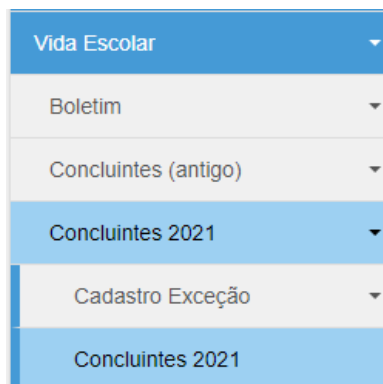 Vida Escolar
Boletim
Concluintes (antigo)
Concluintes 2021
Cadastro Exceção
Concluintes 2021